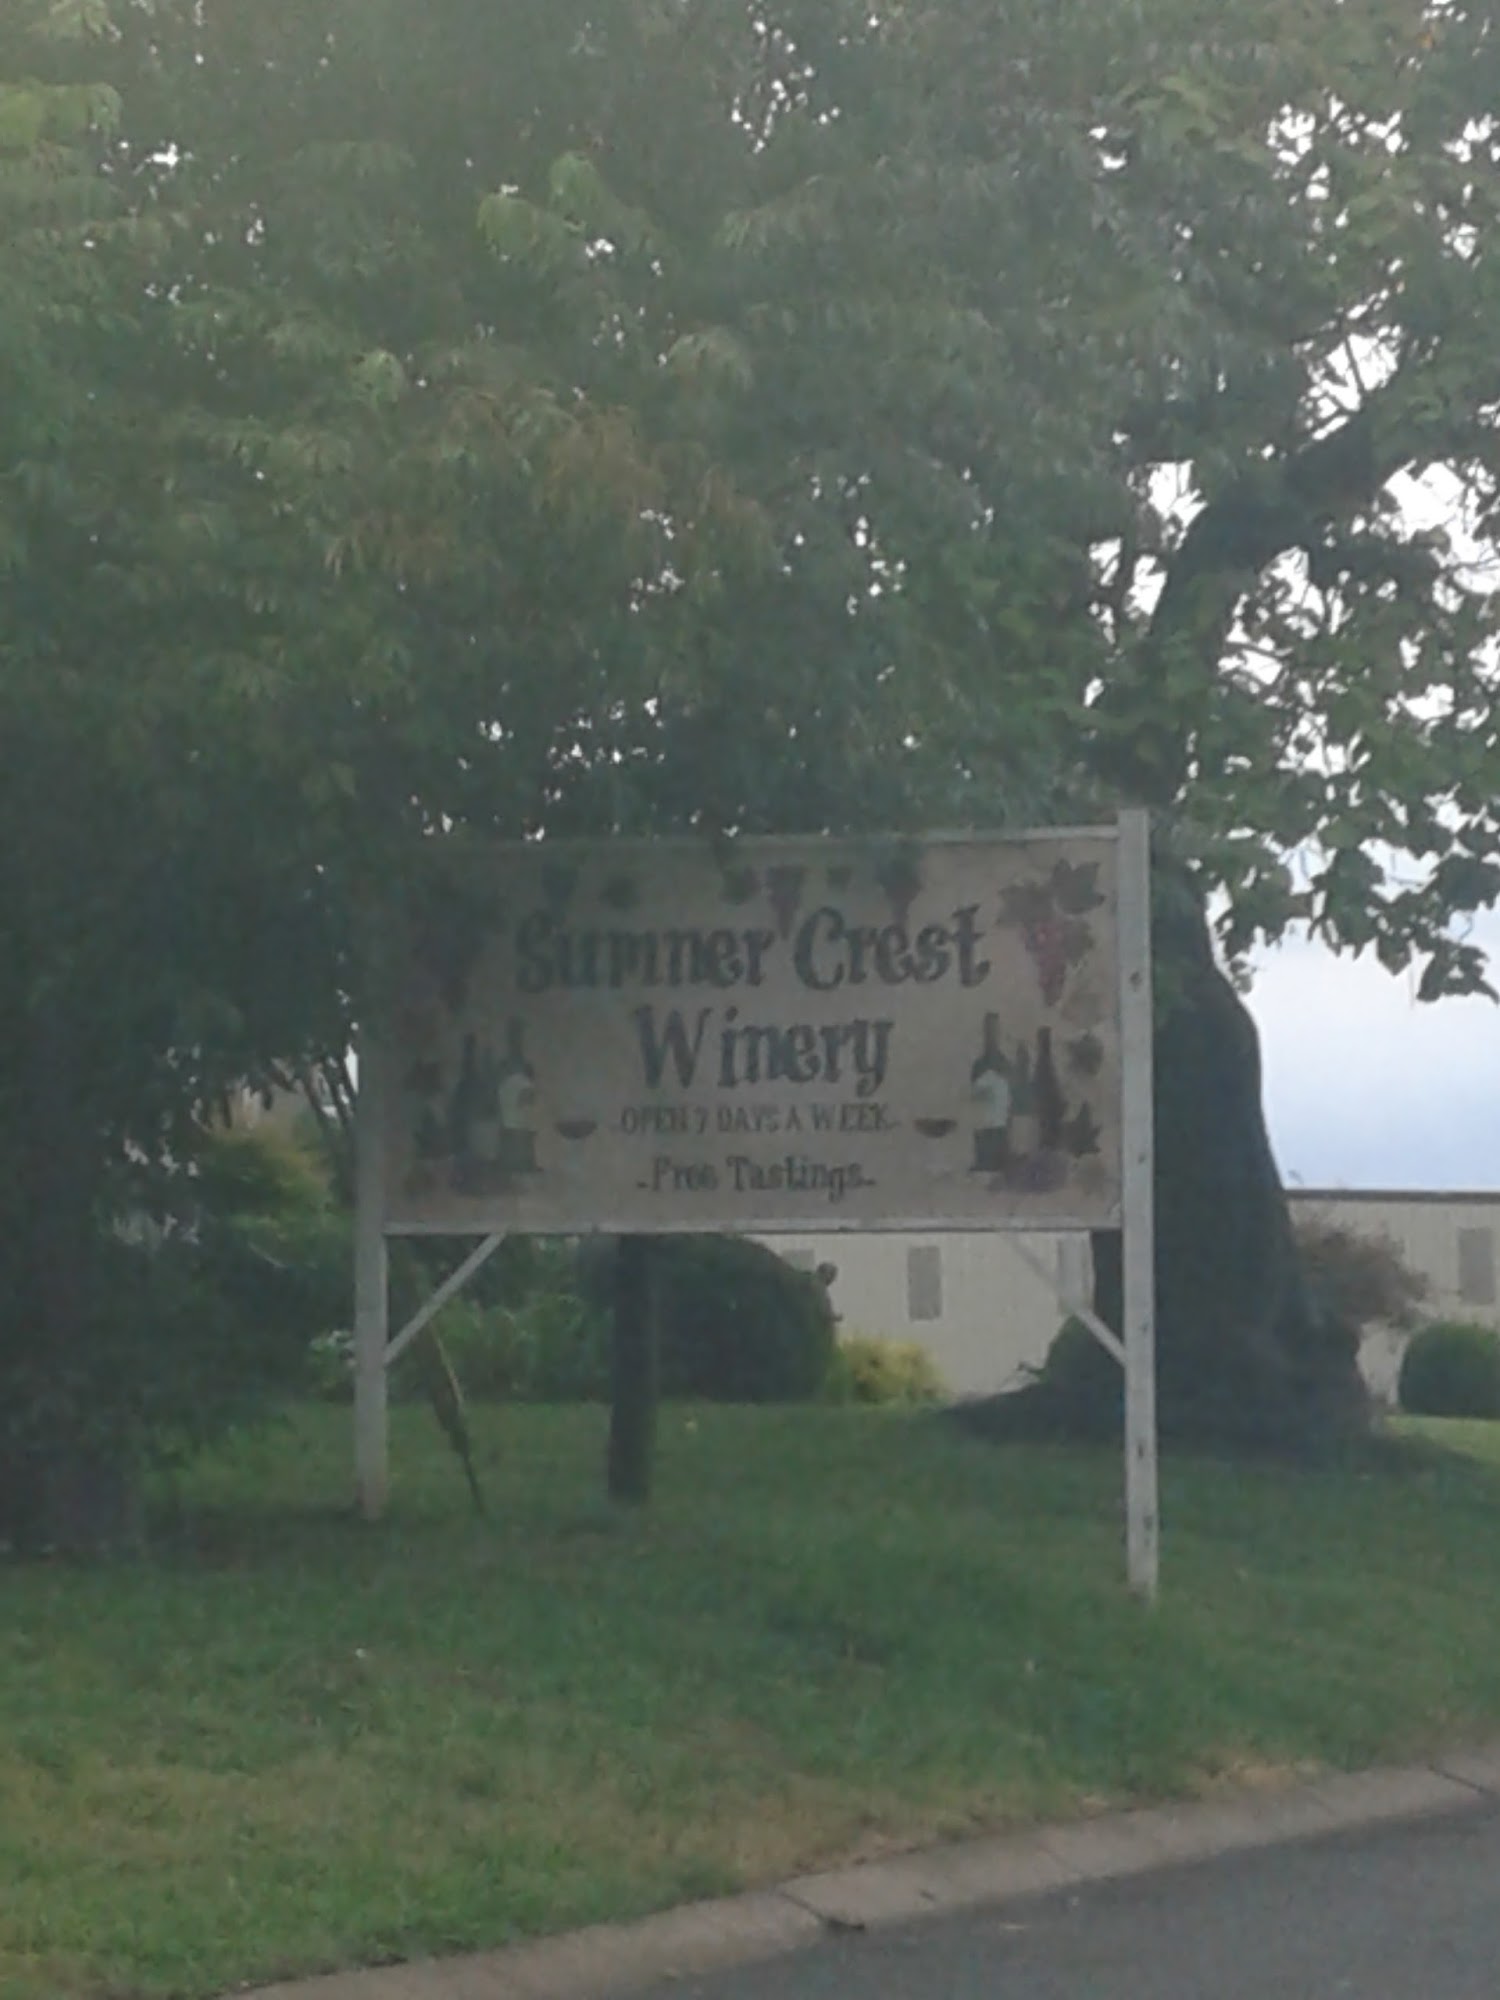 Sumner Crest
Winery
-OPEN 7 DAYS A WEEK-
-Free Tastings-